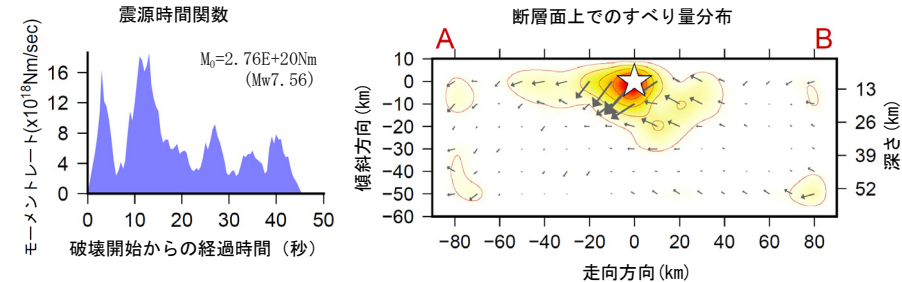 震源時間関数
モーメントレート(x10¹⁸Nm/sec)
16
12
8
4
0
M₀=2.76E+20Nm
(Mw7.56)
0 10 20 30 40 50
破壊開始からの経過時間（秒）
断層面上でのすべり量分布
A B
傾斜方向(km)
10
0
−10
−20
−30
−40
−50
−60
13
26
39
52
深さ(km)
−80 −60 −40 −20 0 20 40 60 80
走向方向(km)